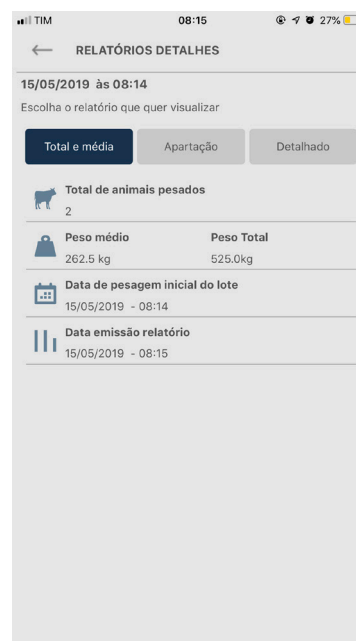 TIM 08:15 27%
RELATÓRIOS DETALHES
15/05/2019 às 08:14
Escolha o relatório que quer visualizar
Total e média Apartação Detalhado
Total de animais pesados
2
Peso médio Peso Total
262.5 kg 525.0kg
Data de pesagem inicial do lote
15/05/2019 - 08:14
Data emissão relatório
15/05/2019 - 08:15